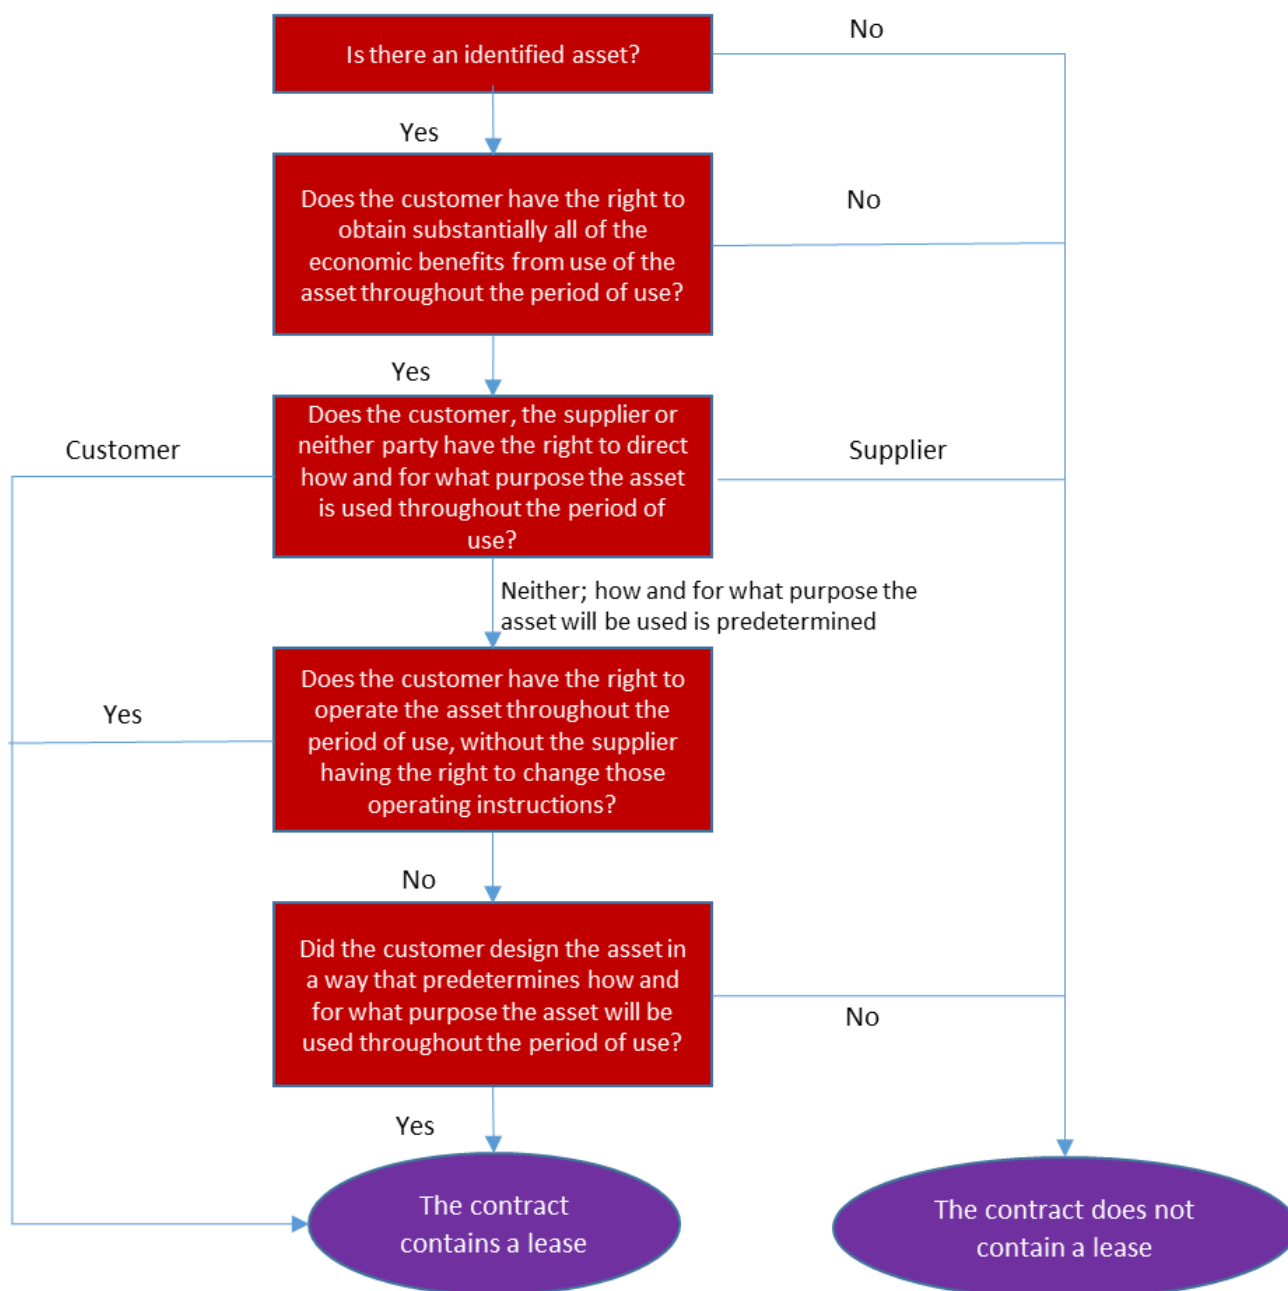 Is there an identified asset?
No
Yes
Does the customer have the right to
obtain substantially all of the
economic benefits from use of the
asset throughout the period of use?
No
Yes
Does the customer, the supplier or
neither party have the right to direct
how and for what purpose the asset
is used throughout the period of
use?
Customer
Supplier
Neither; how and for what purpose the
asset will be used is predetermined
Does the customer have the right to
operate the asset throughout the
period of use, without the supplier
having the right to change those
operating instructions?
Yes
No
Did the customer design the asset in
a way that predetermines how and
for what purpose the asset will be
used throughout the period of use?
No
Yes
The contract
contains a lease
The contract does not
contain a lease